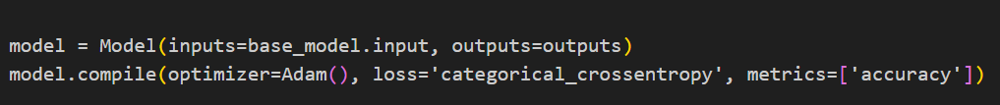 model = Model(inputs=base_model.input, outputs=outputs)
model.compile(optimizer=Adam(), loss='categorical_crossentropy', metrics=['accuracy'])